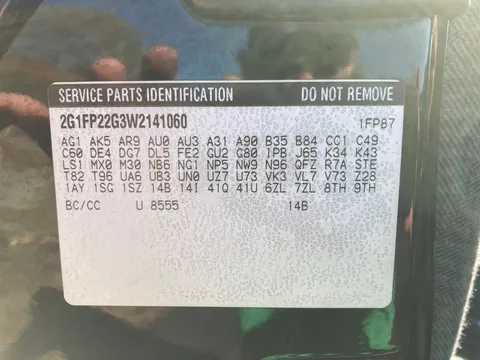 SERVICE PARTS IDENTIFICATION DO NOT REMOVE
2G1FP22G3W2141060 1FP87
AG1 AK5 AR9 AU0 AU3 A31 A90 B35 B84 CC1 C49
C60 DE4 DG7 DL5 FE2 GU2 G80 IPB J65 K34 K43
LS1 MX0 M30 NB6 NG1 NP5 NW9 N96 QFZ R7A STE
T82 T96 UA6 UB3 UN0 UZ7 U73 VK3 VL7 V73 Z28
1AY 1SG 1SZ 14B 14I 41Q 41U 6ZL 7ZL 8TH 9TH
BC/CC U 8555 14B